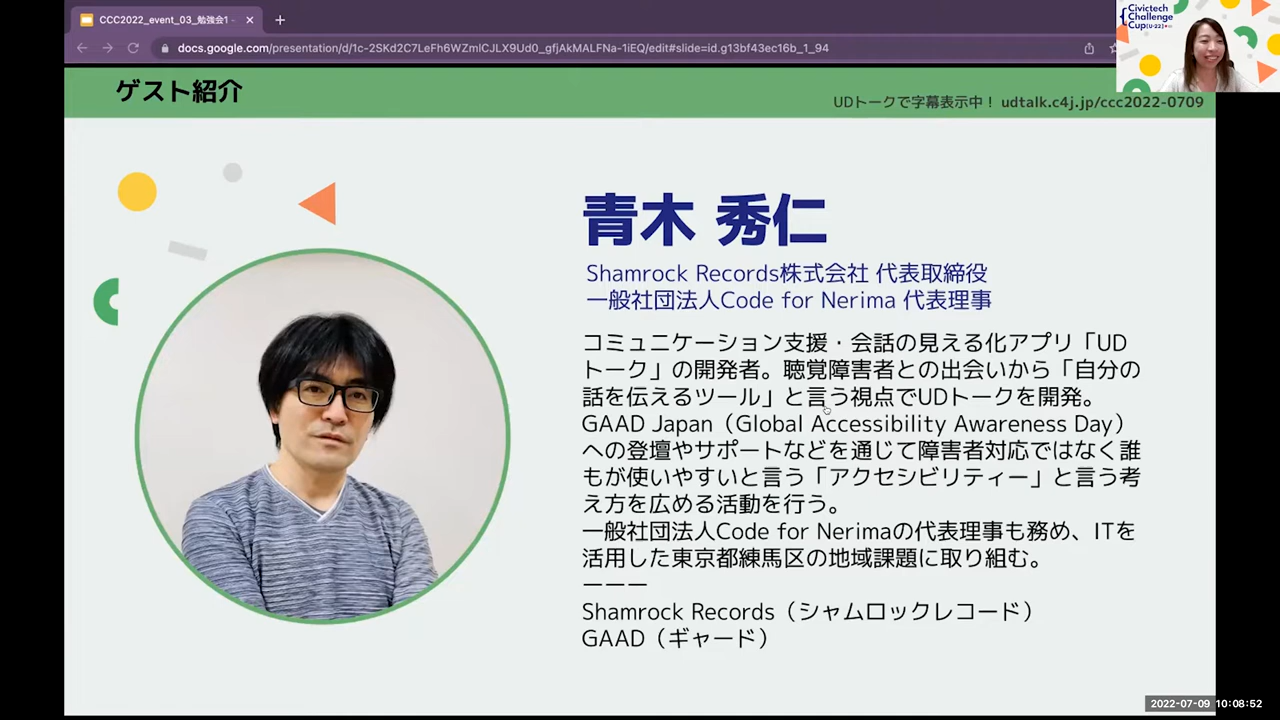 CCC2022_event_03_勉強会1 -
docs.google.com/presentation/d/1c-2SKd2C7LeFh6WZmICJLX9Ud0_gfjAkMALFNa-1iEQ/edit#slide=id.g13bf43ec16b_1_94
Civictech
Challenge
Cup U-22
ゲスト紹介
UDトークで字幕表示中！ udtalk.c4j.jp/ccc2022-0709
青木 秀仁
Shamrock Records株式会社 代表取締役
一般社団法人Code for Nerima 代表理事
コミュニケーション支援・会話の見える化アプリ「UD
トーク」の開発者。聴覚障害者との出会いから「自分の
話を伝えるツール」と言う視点でUDトークを開発。
GAAD Japan（Global Accessibility Awareness Day）
への登壇やサポートなどを通じて障害者対応ではなく誰
もが使いやすいと言う「アクセシビリティー」と言う考
え方を広める活動を行う。
一般社団法人Code for Nerimaの代表理事も務め、ITを
活用した東京都練馬区の地域課題に取り組む。
ーーー
Shamrock Records（シャムロックレコード）
GAAD（ギャード）
2022-07-09 10:08:52